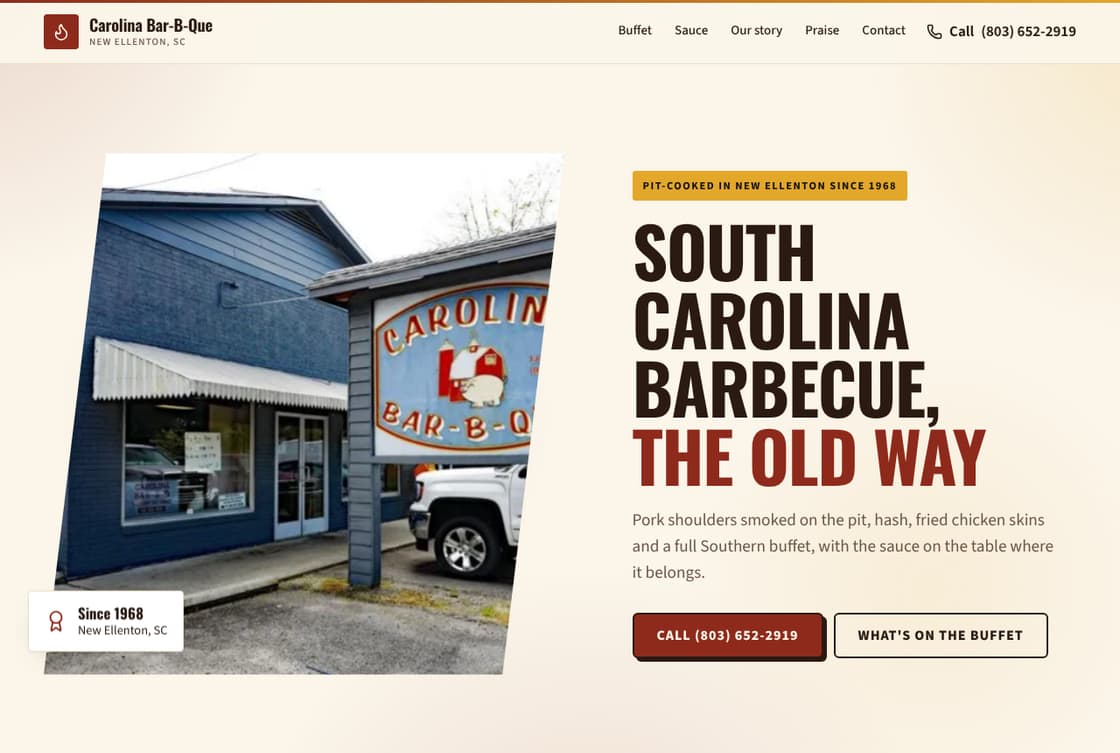 Carolina Bar-B-Que
NEW ELLENTON, SC
Buffet
Sauce
Our story
Praise
Contact
Call (803) 652-2919
CAROLIN
BAR-B-Q
Since 1968
New Ellenton, SC
PIT-COOKED IN NEW ELLENTON SINCE 1968
SOUTH
CAROLINA
BARBECUE,
THE OLD WAY
Pork shoulders smoked on the pit, hash, fried chicken skins
and a full Southern buffet, with the sauce on the table where
it belongs.
CALL (803) 652-2919
WHAT'S ON THE BUFFET